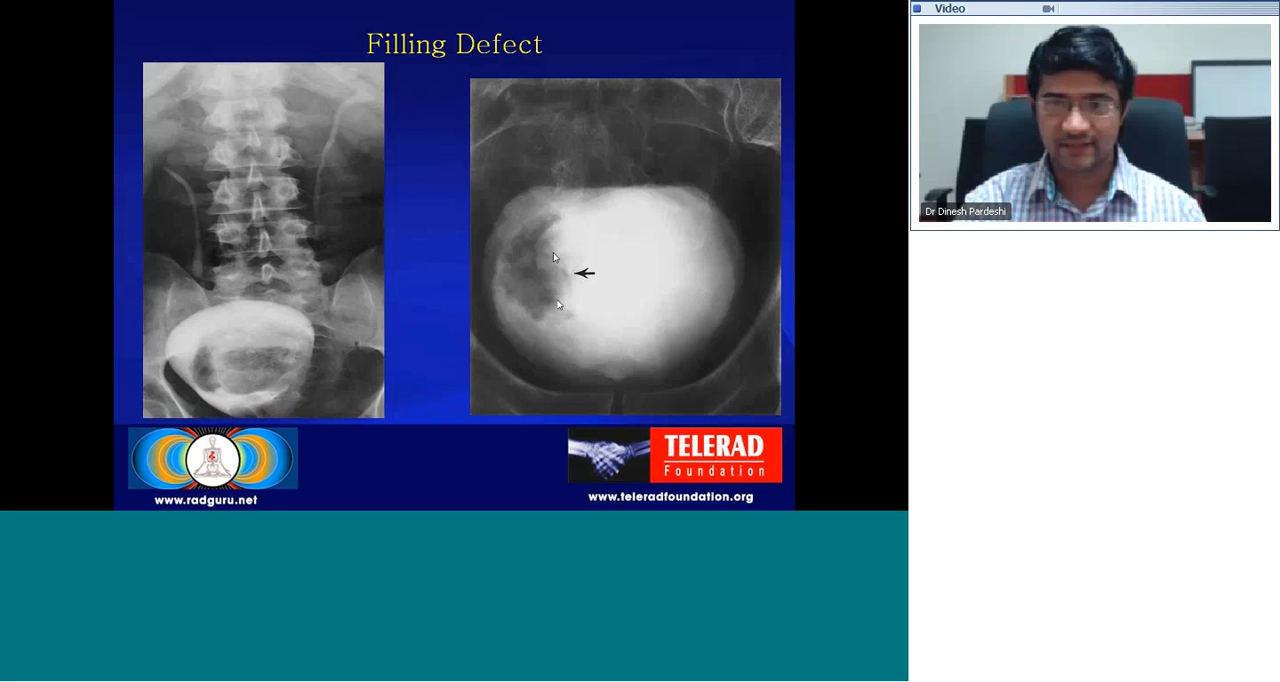 Filling Defect
www.radguru.net
TELERAD
Foundation
www.teleradfoundation.org
Video
Dr Dinesh Pardeshi